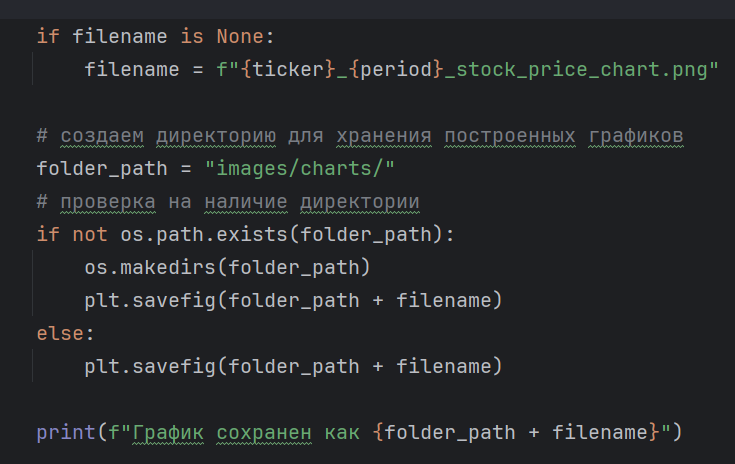 if filename is None:
filename = f"{ticker}_{period}_stock_price_chart.png"
# создаем директорию для хранения построенных графиков
folder_path = "images/charts/"
# проверка на наличие директории
if not os.path.exists(folder_path):
os.makedirs(folder_path)
plt.savefig(folder_path + filename)
else:
plt.savefig(folder_path + filename)
print(f"График сохранен как {folder_path + filename}")